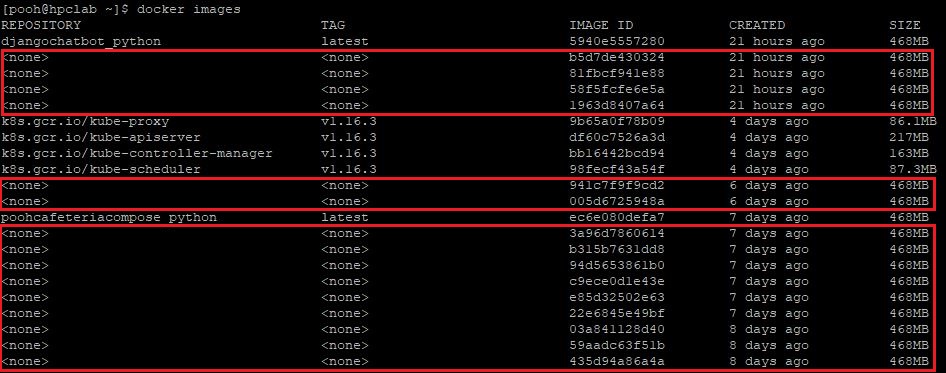 [pooh@hpclab ~]$ docker images
REPOSITORY TAG IMAGE ID CREATED SIZE
djangochatbot_python latest 5940e5557280 21 hours ago 468MB
<none> <none> b5d7de430324 21 hours ago 468MB
<none> <none> 81fbcf941e88 21 hours ago 468MB
<none> <none> 58f5fcfe6e5a 21 hours ago 468MB
<none> <none> 1963d8407a64 21 hours ago 468MB
k8s.gcr.io/kube-proxy v1.16.3 9b65a0f78b09 4 days ago 86.1MB
k8s.gcr.io/kube-apiserver v1.16.3 df60c7526a3d 4 days ago 217MB
k8s.gcr.io/kube-controller-manager v1.16.3 bb16442bcd94 4 days ago 163MB
k8s.gcr.io/kube-scheduler v1.16.3 98fecf43a54f 4 days ago 87.3MB
<none> <none> 941c7f9f9cd2 6 days ago 468MB
<none> <none> 005d6725948a 6 days ago 468MB
poohcafeteriacompose_python latest ec6e080defa7 7 days ago 468MB
<none> <none> 3a96d7860614 7 days ago 468MB
<none> <none> b315b7631dd8 7 days ago 468MB
<none> <none> 94d5653861b0 7 days ago 468MB
<none> <none> c9ece0d1e43e 7 days ago 468MB
<none> <none> e85d32502e63 7 days ago 468MB
<none> <none> 22e6845e49bf 7 days ago 468MB
<none> <none> 03a841128d40 8 days ago 468MB
<none> <none> 59aadc63f51b 8 days ago 468MB
<none> <none> 435d94a86a4a 8 days ago 468MB